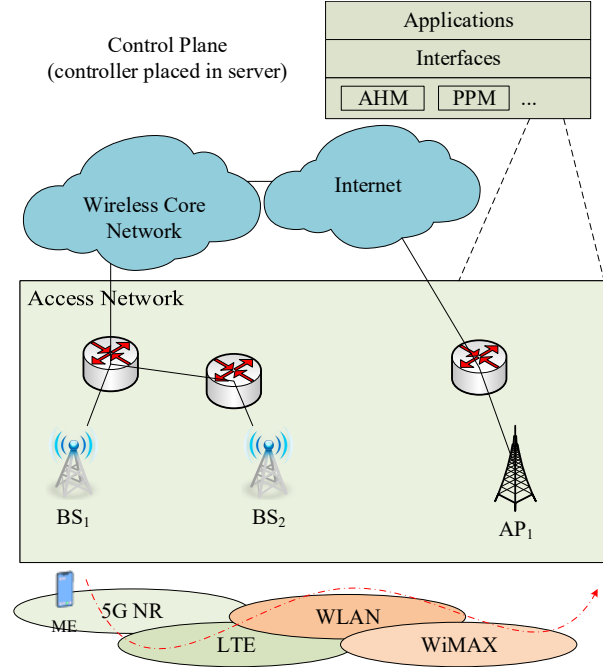 Control Plane
(controller placed in server)
Applications
Interfaces
AHM PPM ...
Wireless Core
Network
Internet
Access Network
BS₁
BS₂
AP₁
ME
5G NR
LTE
WLAN
WiMAX